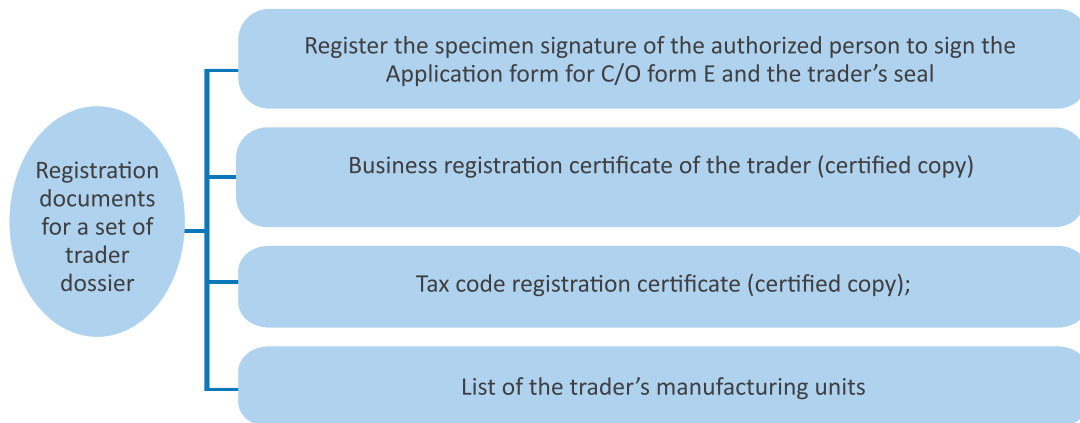 Registration
documents
for a set of
trader
dossier
Register the specimen signature of the authorized person to sign the
Application form for C/O form E and the trader’s seal
Business registration certificate of the trader (certified copy)
Tax code registration certificate (certified copy);
List of the trader’s manufacturing units